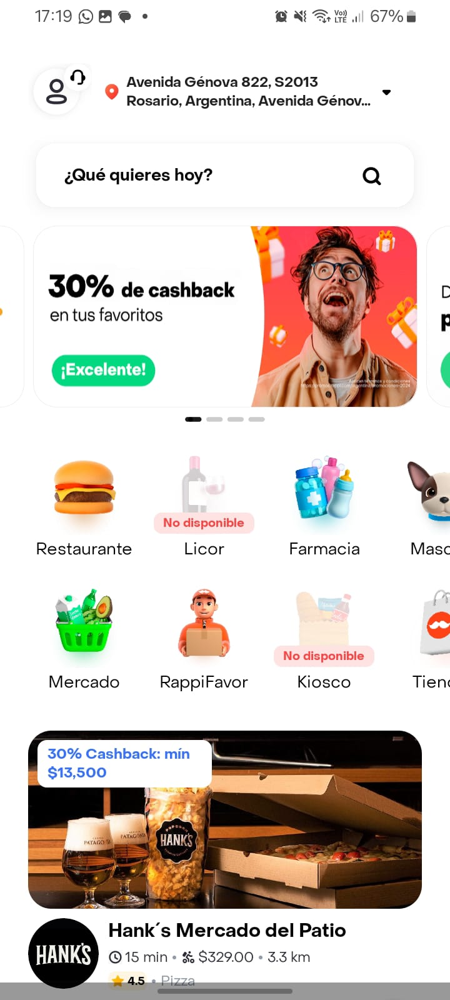 17:19
Vo)) LTE
67%
Avenida Génova 822, S2013
Rosario, Argentina, Avenida Génov...
¿Qué quieres hoy?
30% de cashback
en tus favoritos
¡Excelente!
Aplican términos y condiciones
https://promos.rappi.com/argentina/promociones-2024
D
p
Restaurante
No disponible
Licor
Farmacia
Masc
Mercado
RappiFavor
No disponible
Kiosco
Tienc
30% Cashback: mín
$13,500
PATAGONIA
HANK'S
Hank´s Mercado del Patio
HANK'S
15 min • $329.00 • 3.3 km
4.5 • Pizza